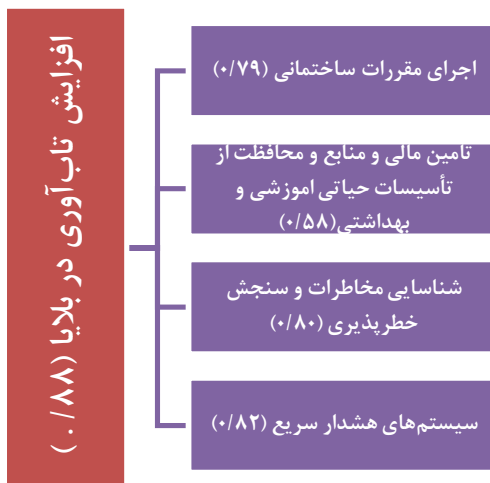 افزایش تاب‌آوری در بلایا (۰/۸۸)
اجرای مقررات ساختمانی (۰/۷۹)
تامین مالی و منابع و محافظت از
تأسیسات حیاتی اموزشی و
بهداشتی(۰/۵۸)
شناسایی مخاطرات و سنجش
خطرپذیری (۰/۸۰)
سیستم‌های هشدار سریع (۰/۸۲)